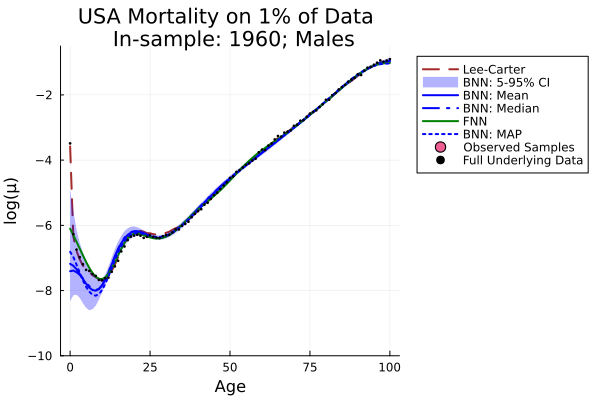 USA Mortality on 1% of Data
In-sample: 1960; Males
Lee-Carter
BNN: 5-95% CI
BNN: Mean
BNN: Median
FNN
BNN: MAP
Observed Samples
Full Underlying Data
log(μ)
−2
−4
−6
−8
−10
0
25
50
75
100
Age